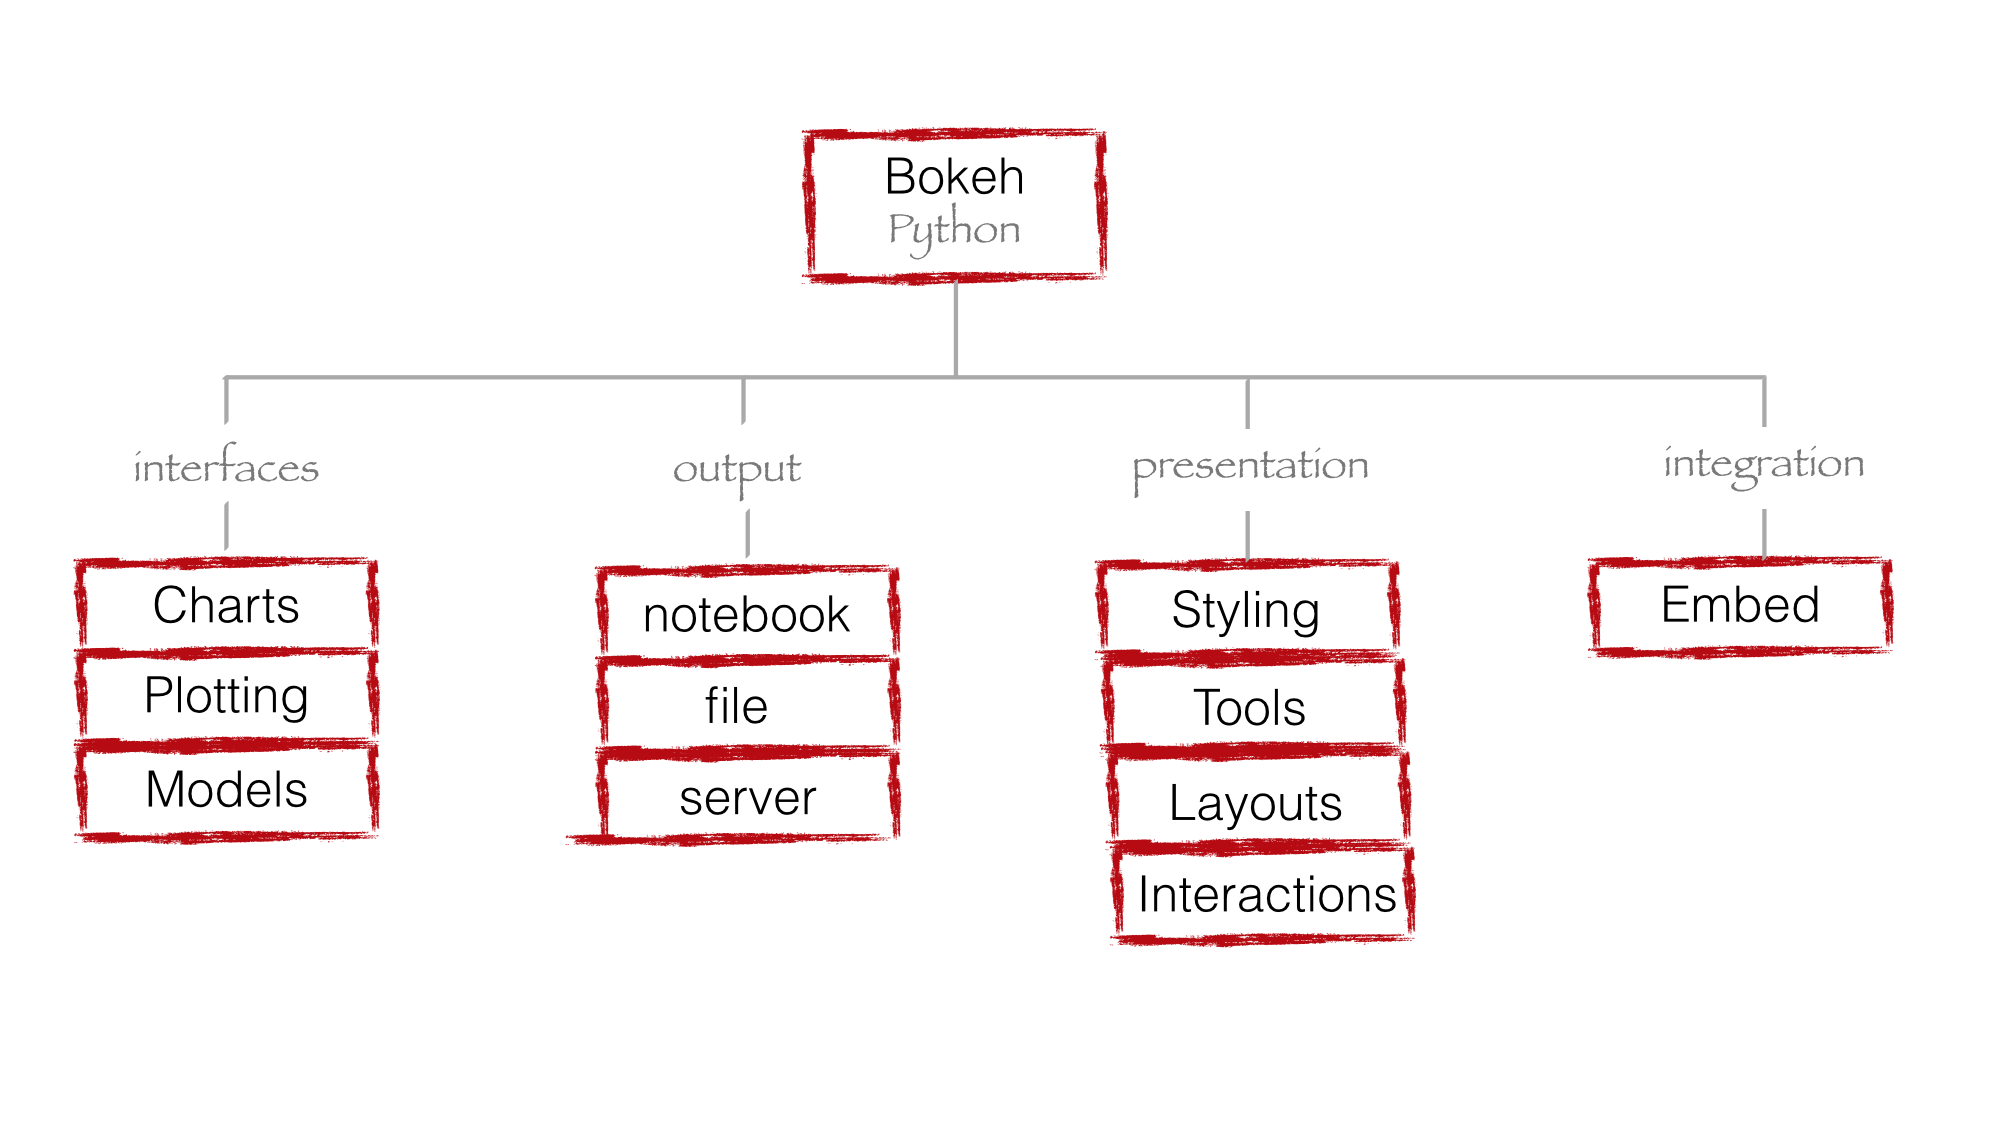 Bokeh
Python
interfaces
output
presentation
integration
Charts
Plotting
Models
notebook
file
server
Styling
Tools
Layouts
Interactions
Embed